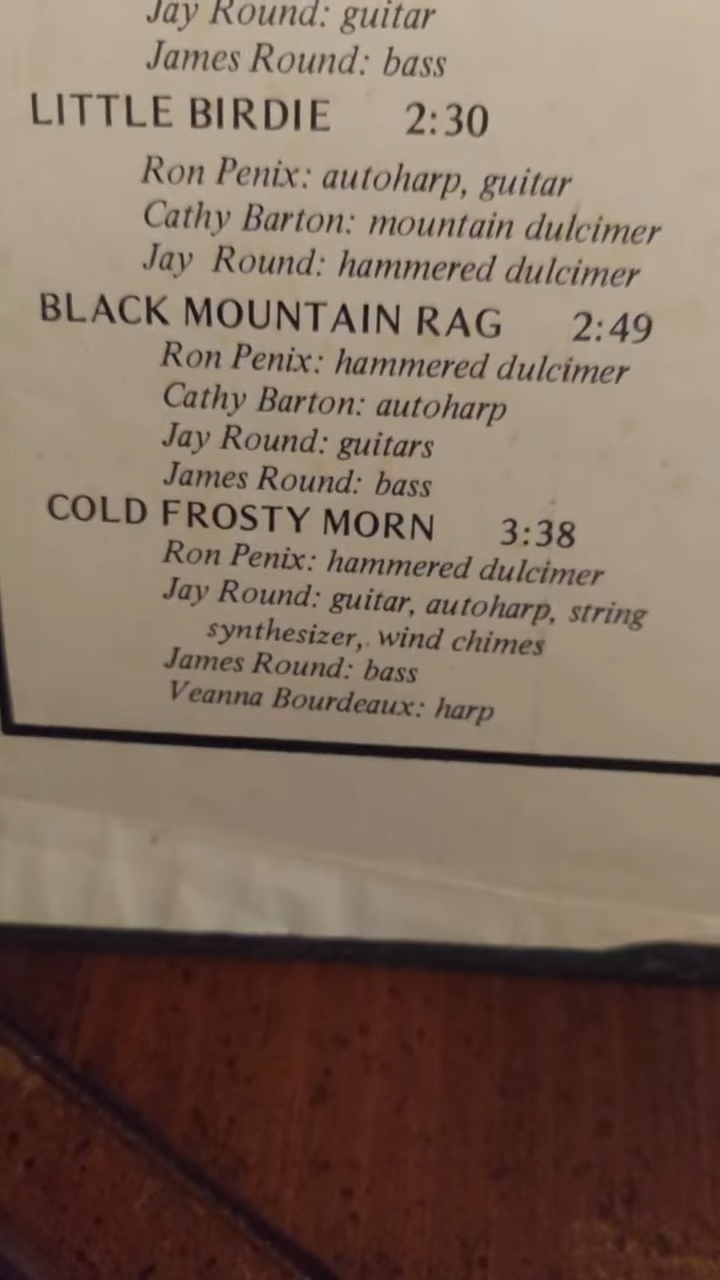 Jay Round: guitar
James Round: bass
LITTLE BIRDIE 2:30
Ron Penix: autoharp, guitar
Cathy Barton: mountain dulcimer
Jay Round: hammered dulcimer
BLACK MOUNTAIN RAG 2:49
Ron Penix: hammered dulcimer
Cathy Barton: autoharp
Jay Round: guitars
James Round: bass
COLD FROSTY MORN 3:38
Ron Penix: hammered dulcimer
Jay Round: guitar, autoharp, string
synthesizer, wind chimes
James Round: bass
Veanna Bourdeaux: harp